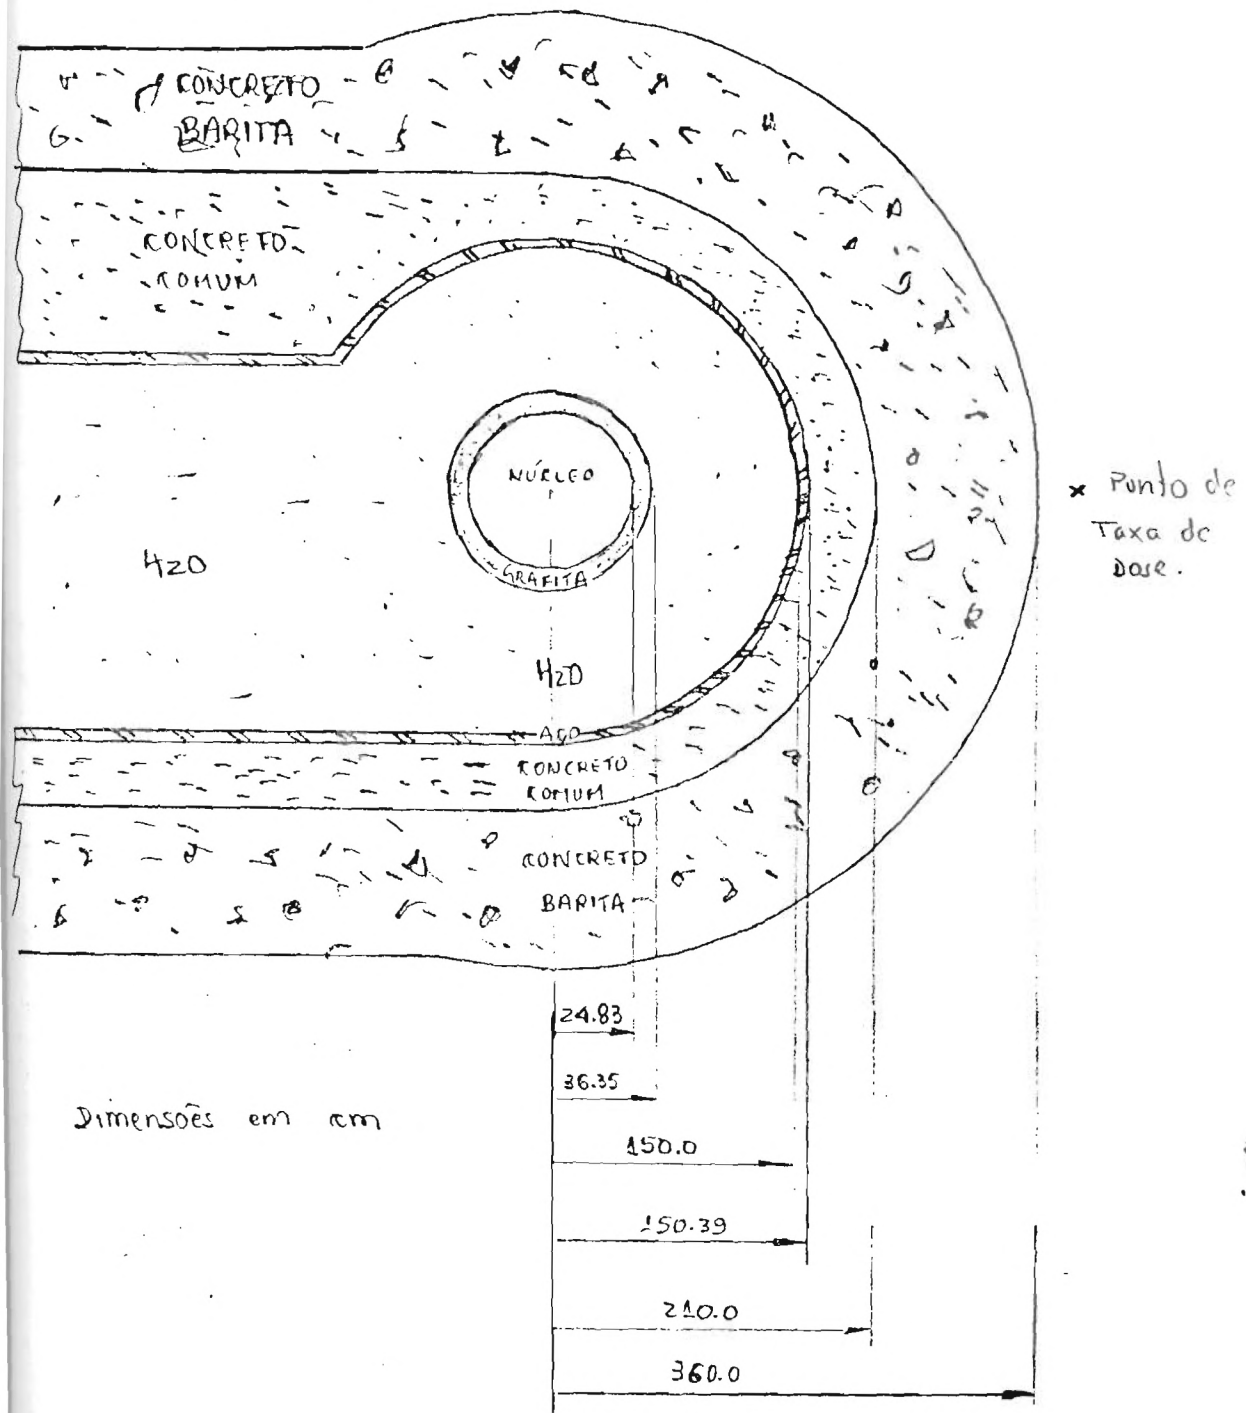 CONCRETO
BARITA
CONCRETO
COMUM
NÚCLEO
GRAFITA
H2O
H2O
AÇO
CONCRETO
COMUM
CONCRETO
BARITA
x Punto de
Taxa de
Dose.
24.83
36.35
150.0
150.39
210.0
360.0
Dimensões em cm